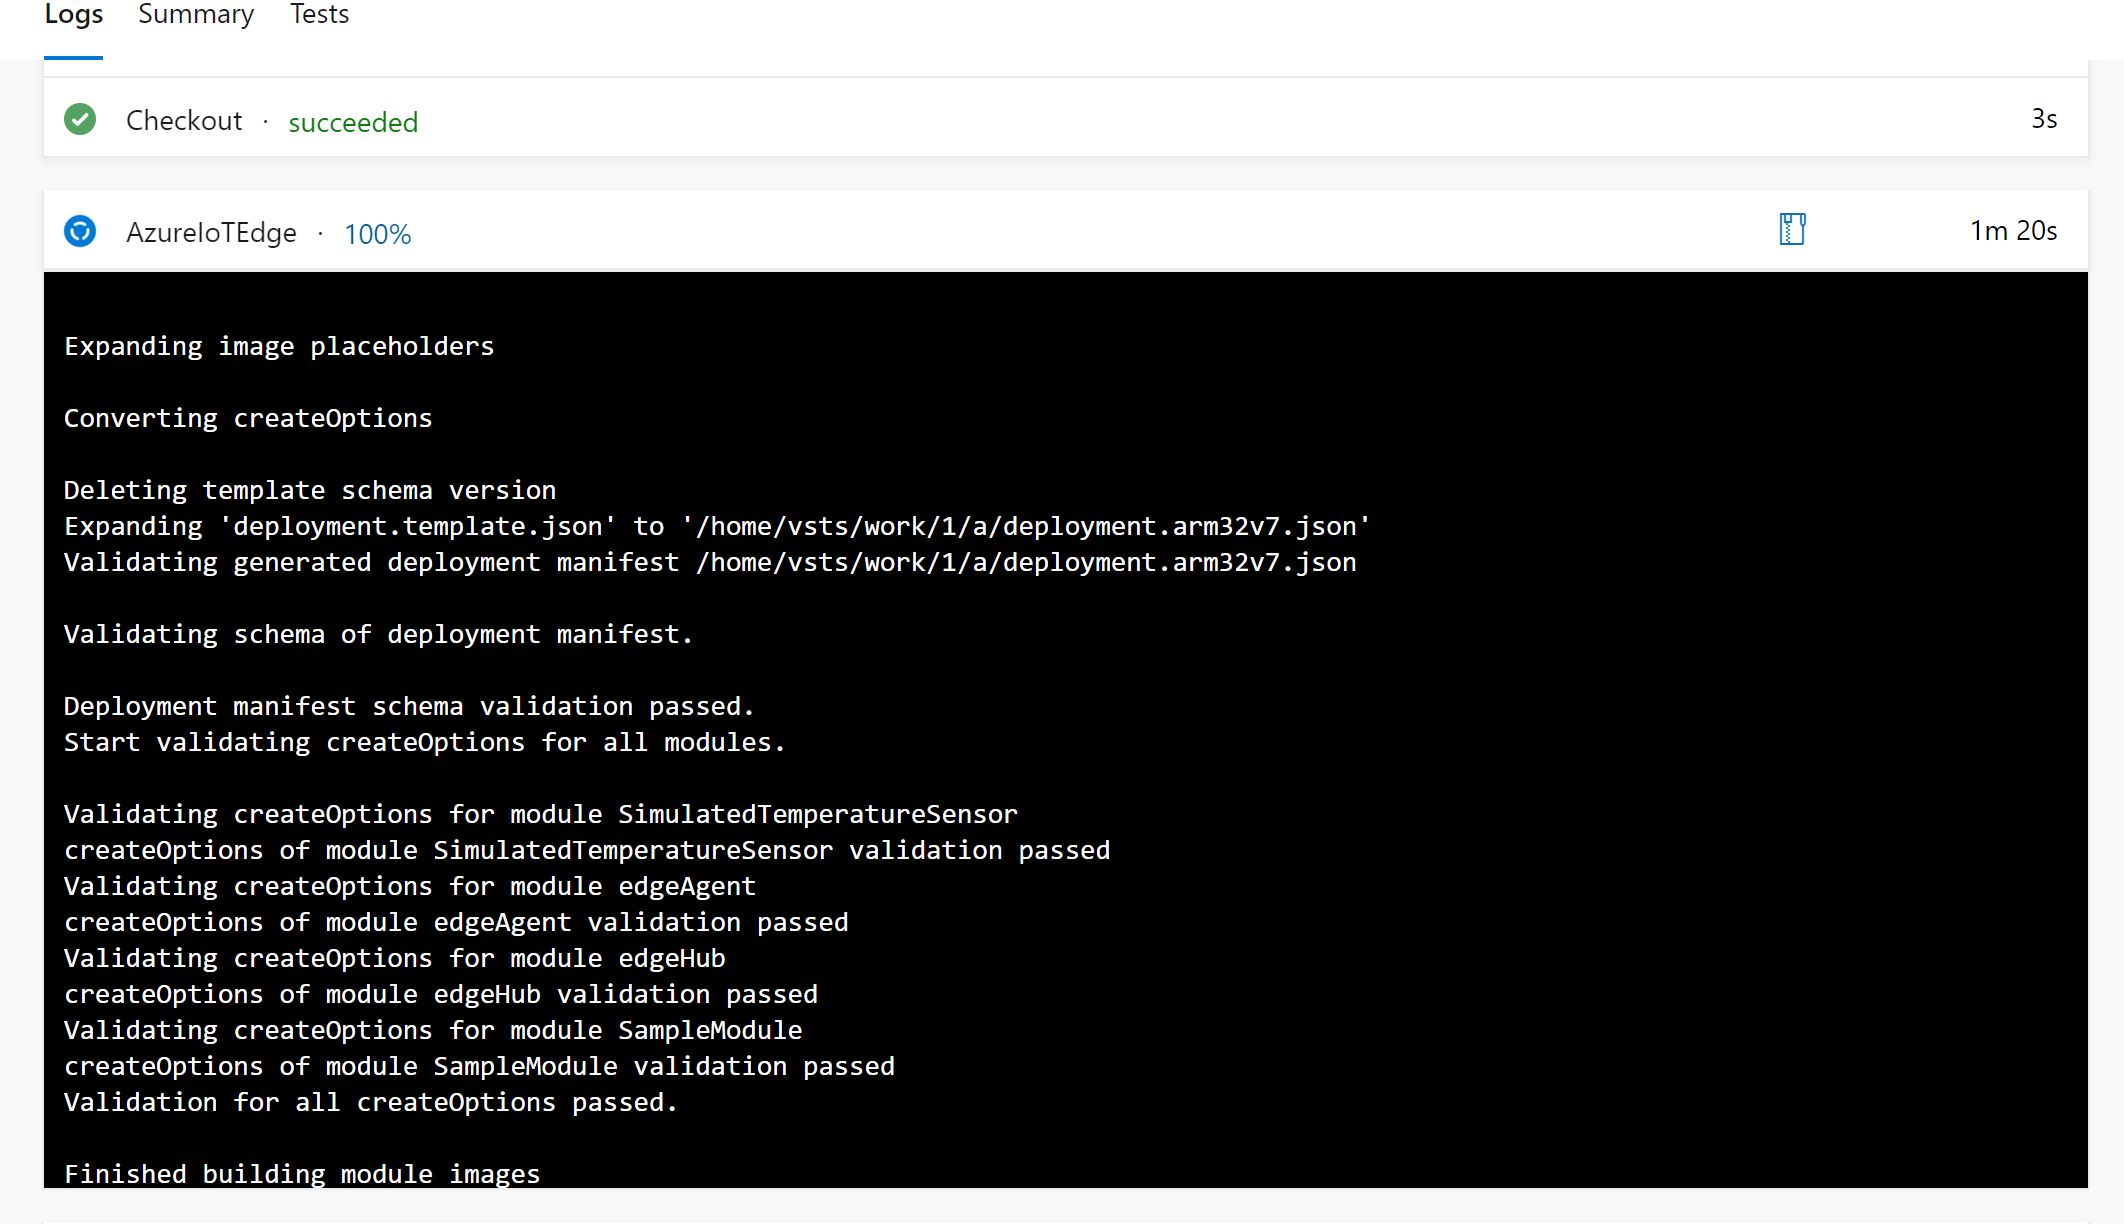 Logs Summary Tests
Checkout · succeeded 3s
AzureIoTEdge · 100% 1m 20s
Expanding image placeholders
Converting createOptions
Deleting template schema version
Expanding 'deployment.template.json' to '/home/vsts/work/1/a/deployment.arm32v7.json'
Validating generated deployment manifest /home/vsts/work/1/a/deployment.arm32v7.json
Validating schema of deployment manifest.
Deployment manifest schema validation passed.
Start validating createOptions for all modules.
Validating createOptions for module SimulatedTemperatureSensor
createOptions of module SimulatedTemperatureSensor validation passed
Validating createOptions for module edgeAgent
createOptions of module edgeAgent validation passed
Validating createOptions for module edgeHub
createOptions of module edgeHub validation passed
Validating createOptions for module SampleModule
createOptions of module SampleModule validation passed
Validation for all createOptions passed.
Finished building module images